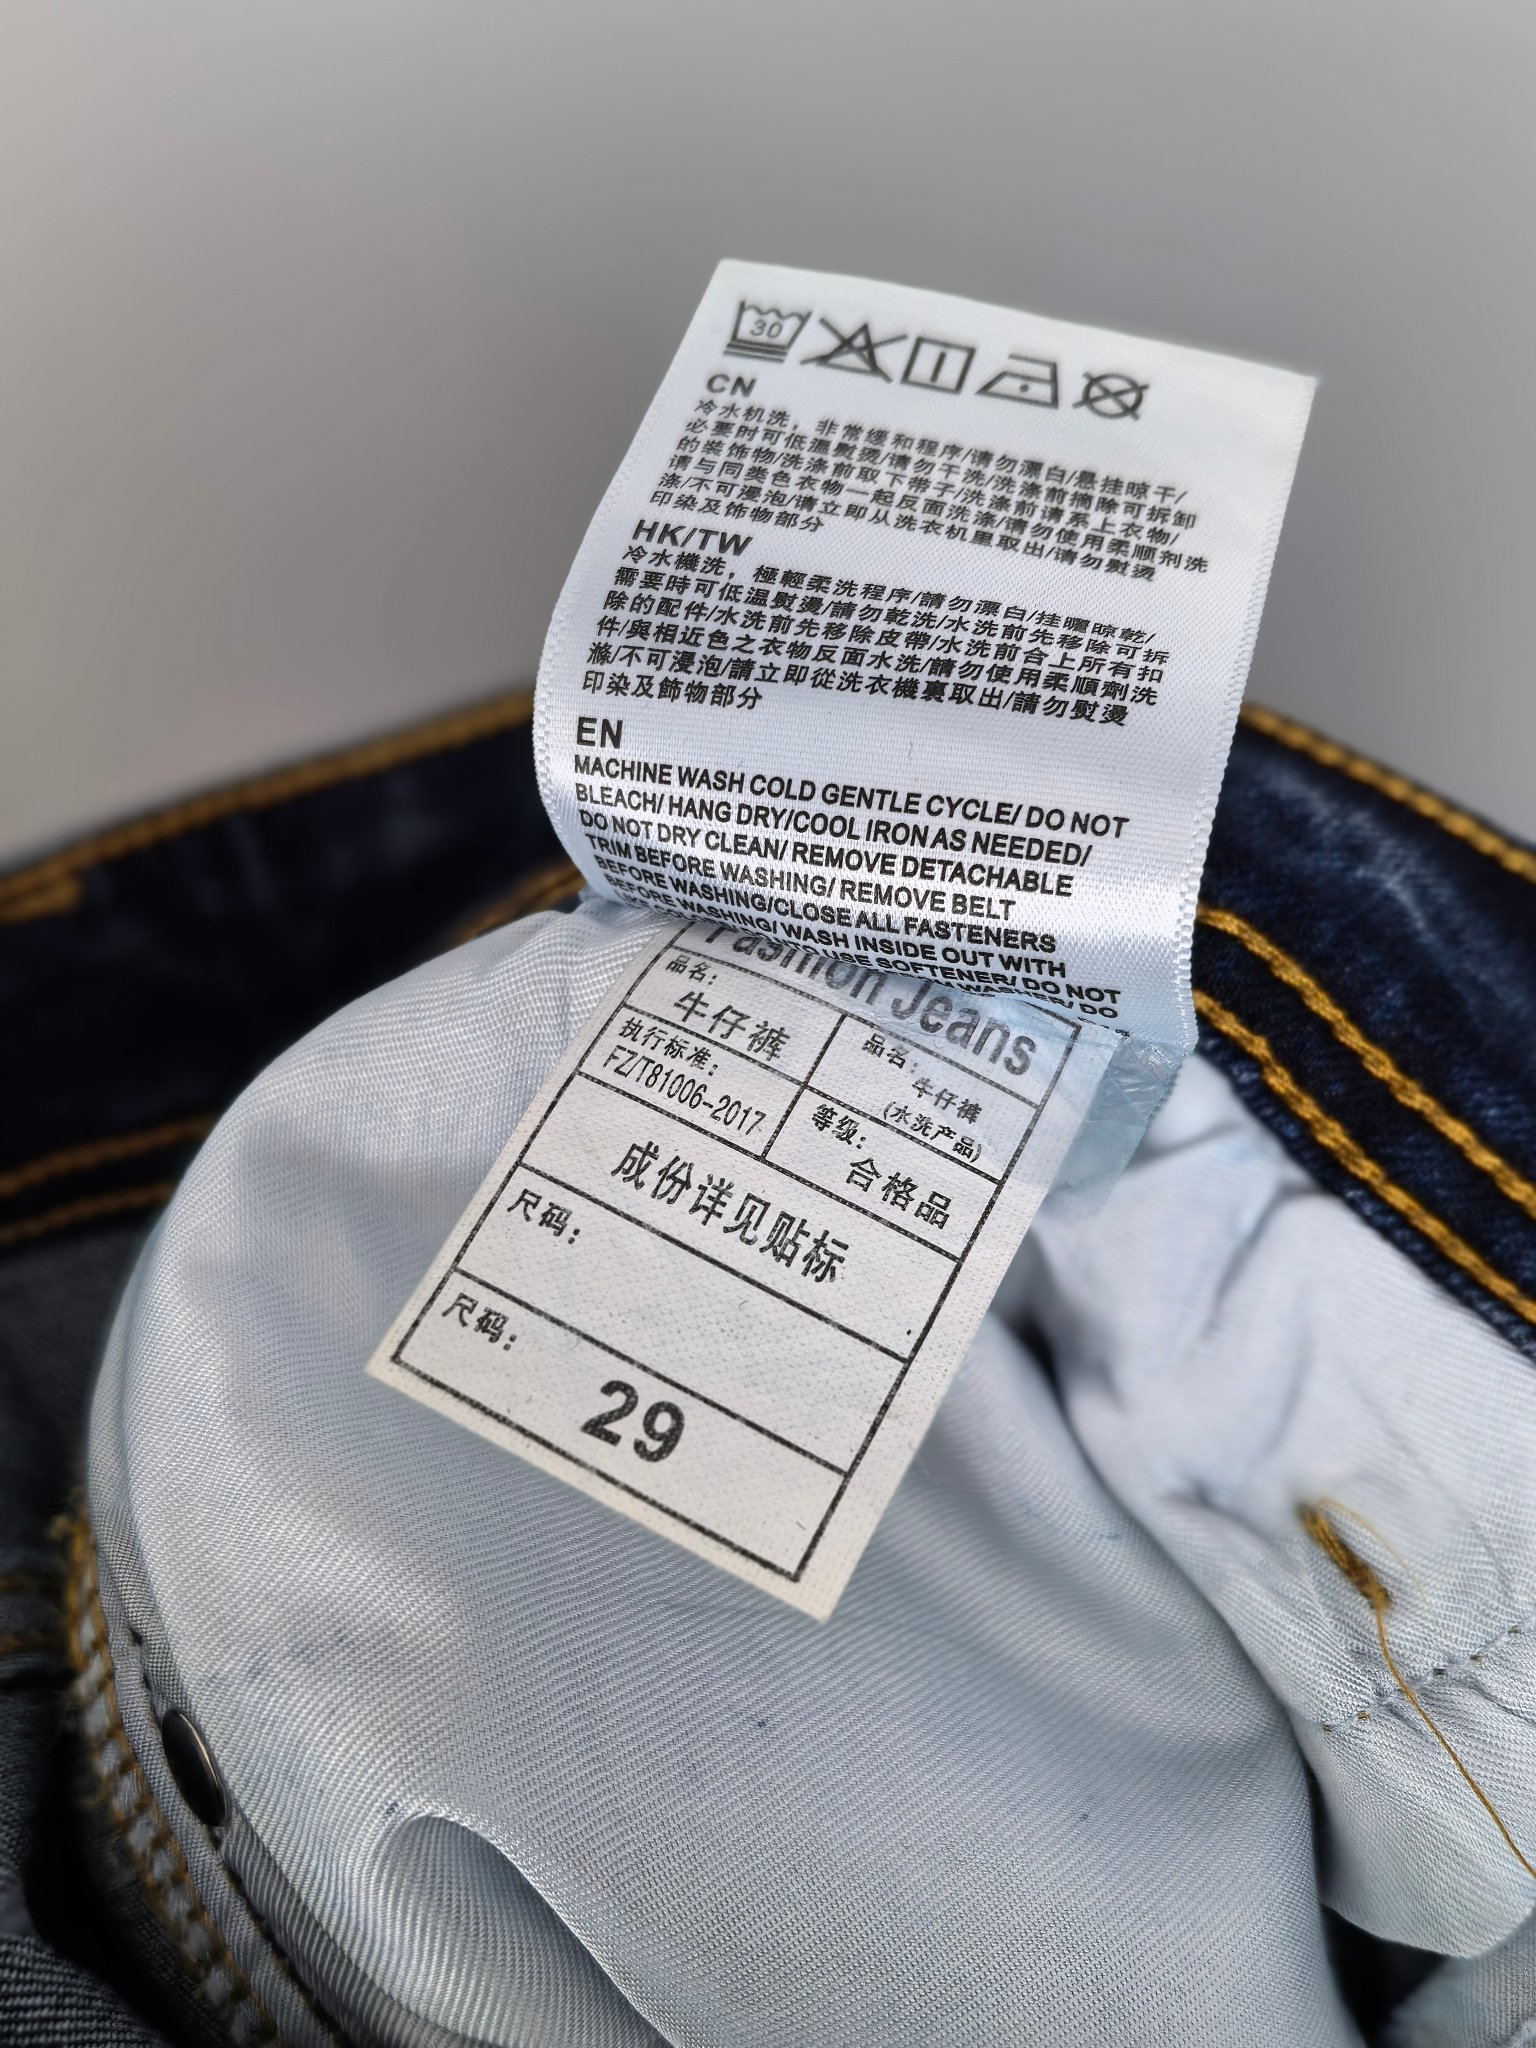 30
CN
冷水机洗，非常缓和程序/请勿漂白/悬挂晾干/
必要时可低温熨烫/请勿干洗/洗涤前摘除可拆卸
的装饰物/洗涤前取下带子/洗涤前请系上衣物/
请与同类色衣物一起反面洗涤/请勿使用柔顺剂洗
涤/不可浸泡/请立即从洗衣机里取出/请勿熨烫
印染及饰物部分
HK/TW
冷水機洗，極輕柔洗程序/請勿漂白/挂曬晾乾/
需要時可低温熨燙/請勿乾洗/水洗前先移除可拆
除的配件/水洗前先移除皮帶/水洗前合上所有扣
件/與相近色之衣物反面水洗/請勿使用柔順劑洗
滌/不可浸泡/請立即從洗衣機裏取出/請勿熨燙
印染及飾物部分
EN
MACHINE WASH COLD GENTLE CYCLE/ DO NOT
BLEACH/ HANG DRY/COOL IRON AS NEEDED/
DO NOT DRY CLEAN/ REMOVE DETACHABLE
TRIM BEFORE WASHING/ REMOVE BELT
BEFORE WASHING/CLOSE ALL FASTENERS
BEFORE WASHING/ WASH INSIDE OUT WITH
USE SOFTENER/ DO NOT
WASHER/ DO
Fashion Jeans
品名：
牛仔裤
品名：
牛仔裤
(水洗产品)
执行标准：
FZ/T81006-2017
等级：
合格品
成份详见贴标
尺码：
尺码：
29